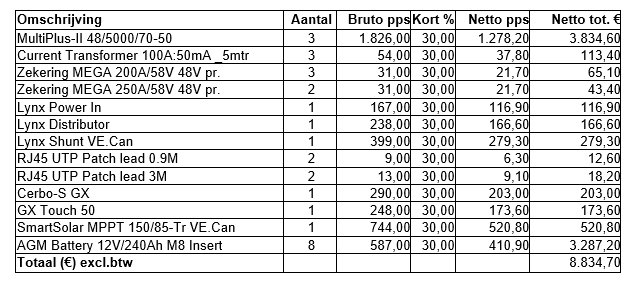 Omschrijving Aantal Bruto pps Kort % Netto pps Netto tot. €
MultiPlus-II 48/5000/70-50 3 1.826,00 30,00 1.278,20 3.834,60
Current Transformer 100A:50mA _5mtr 3 54,00 30,00 37,80 113,40
Zekering MEGA 200A/58V 48V pr. 3 31,00 30,00 21,70 65,10
Zekering MEGA 250A/58V 48V pr. 2 31,00 30,00 21,70 43,40
Lynx Power In 1 167,00 30,00 116,90 116,90
Lynx Distributor 1 238,00 30,00 166,60 166,60
Lynx Shunt VE.Can 1 399,00 30,00 279,30 279,30
RJ45 UTP Patch lead 0.9M 2 9,00 30,00 6,30 12,60
RJ45 UTP Patch lead 3M 2 13,00 30,00 9,10 18,20
Cerbo-S GX 1 290,00 30,00 203,00 203,00
GX Touch 50 1 248,00 30,00 173,60 173,60
SmartSolar MPPT 150/85-Tr VE.Can 1 744,00 30,00 520,80 520,80
AGM Battery 12V/240Ah M8 Insert 8 587,00 30,00 410,90 3.287,20
Totaal (€) excl.btw 8.834,70